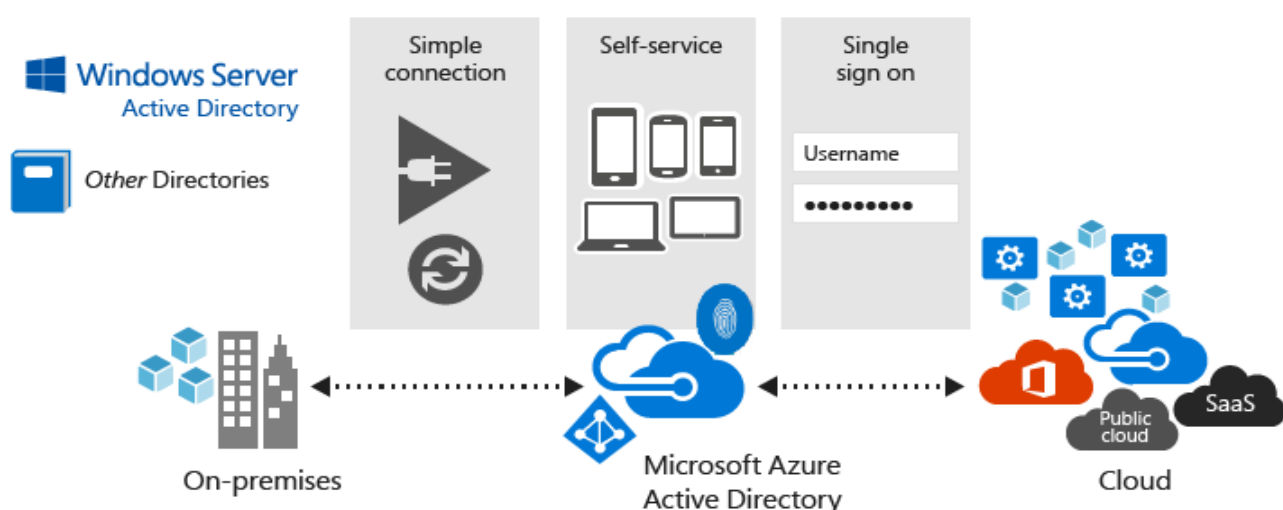 Windows Server
Active Directory
Other Directories
Simple
connection
Self-service
Single
sign on
Username
●●●●●●●●●
On-premises
Microsoft Azure
Active Directory
Public
cloud
SaaS
Cloud